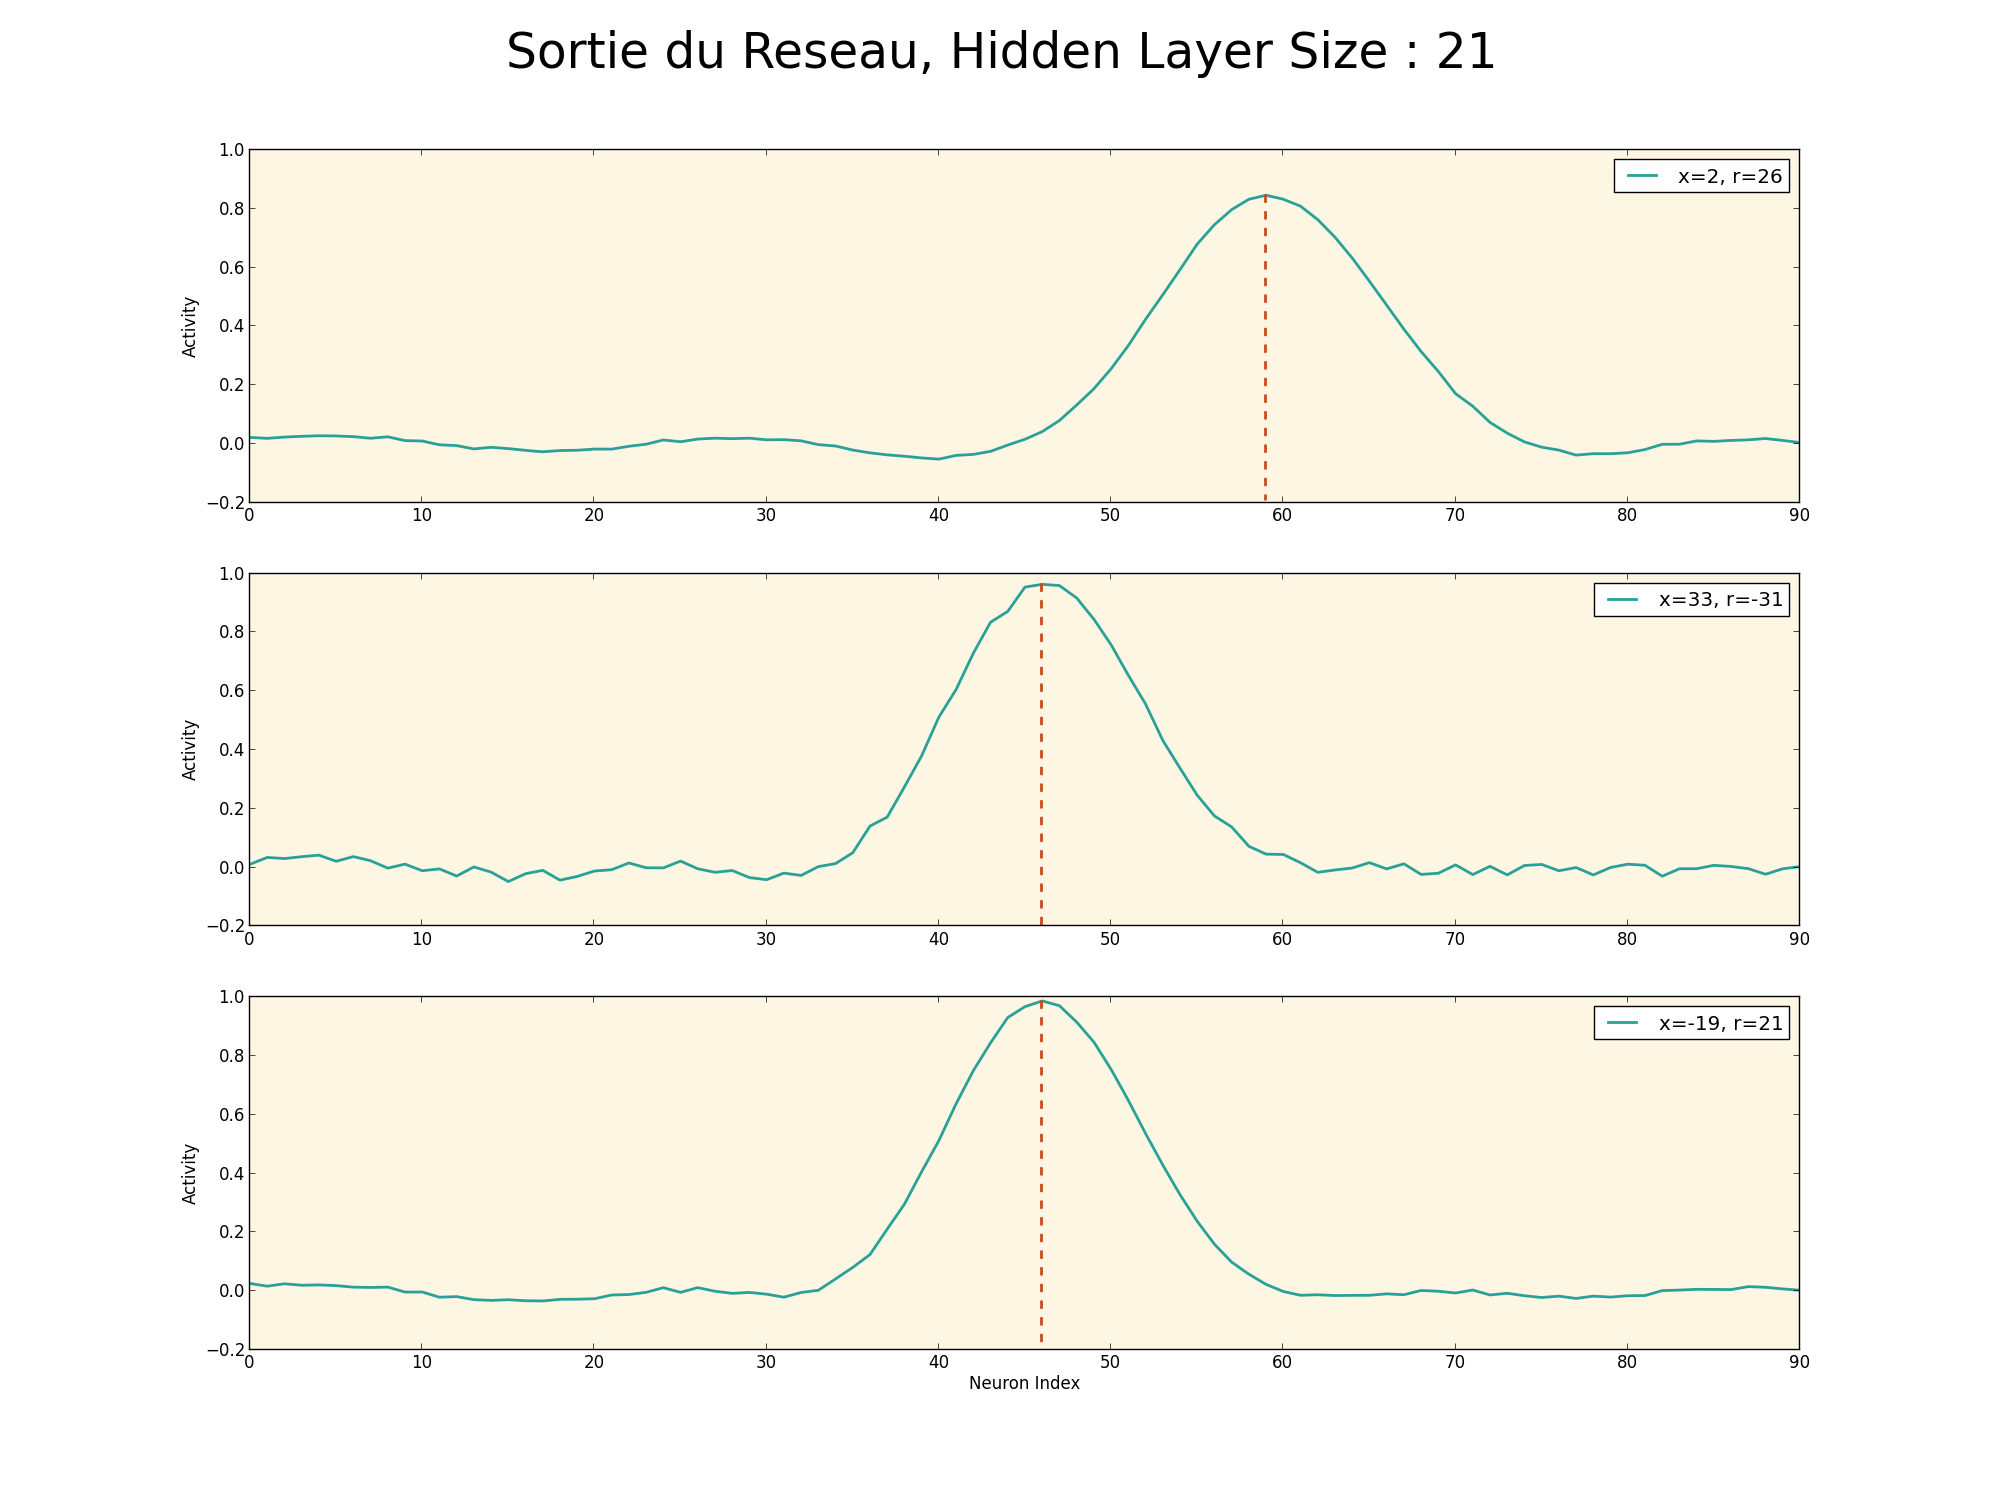 Sortie du Reseau, Hidden Layer Size : 21
1.0
0.8
0.6
0.4
0.2
0.0
−0.2
Activity
x=2, r=26
0 10 20 30 40 50 60 70 80 90
1.0
0.8
0.6
0.4
0.2
0.0
−0.2
Activity
x=33, r=-31
0 10 20 30 40 50 60 70 80 90
1.0
0.8
0.6
0.4
0.2
0.0
−0.2
Activity
x=-19, r=21
0 10 20 30 40 50 60 70 80 90
Neuron Index